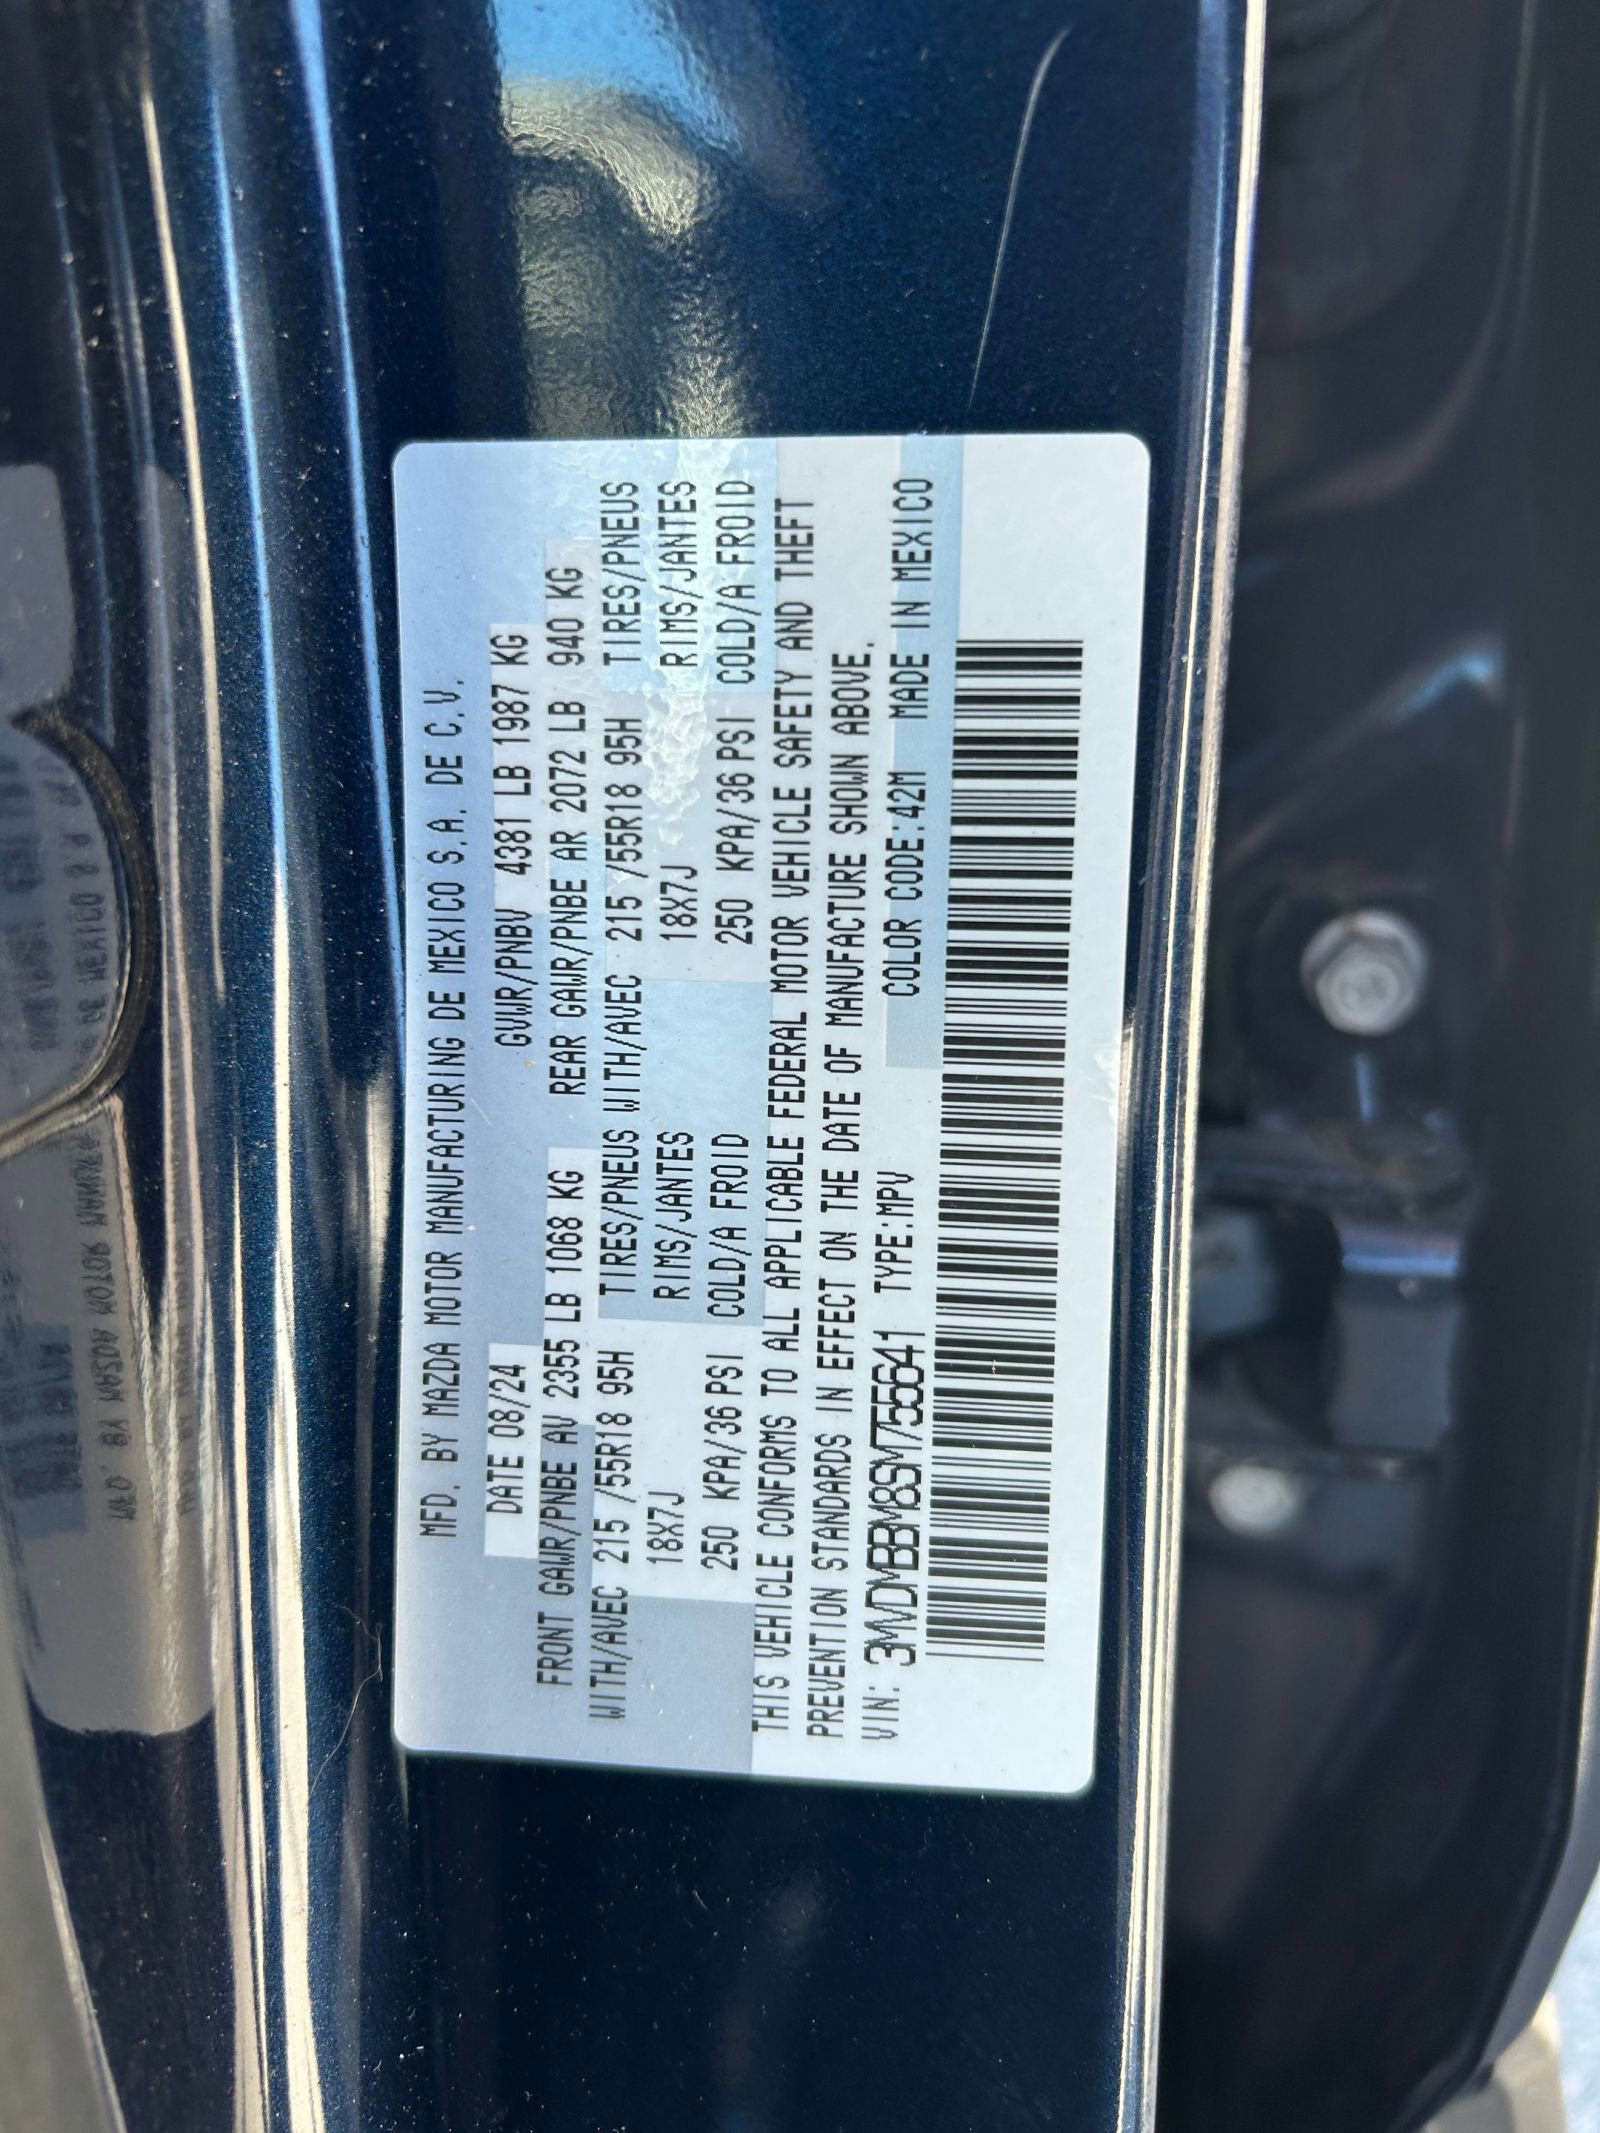 MFD. BY MAZDA MOTOR MANUFACTURING DE MEXICO S.A. DE C.V.
DATE 08/24 GVWR/PNBV 4381 LB 1987 KG
FRONT GAWR/PNBE AV 2355 LB 1068 KG REAR GAWR/PNBE AR 2072 LB 940 KG
WITH/AVEC 215 /55R18 95H TIRES/PNEUS WITH/AVEC 215 /55R18 95H TIRES/PNEUS
18X7J RIMS/JANTES 18X7J RIMS/JANTES
250 KPA/36 PSI COLD/A FROID 250 KPA/36 PSI COLD/A FROID
THIS VEHICLE CONFORMS TO ALL APPLICABLE FEDERAL MOTOR VEHICLE SAFETY AND THEFT
PREVENTION STANDARDS IN EFFECT ON THE DATE OF MANUFACTURE SHOWN ABOVE.
VIN: 3MVDMBBM8SM755641 TYPE:MPV COLOR CODE:42M MADE IN MEXICO